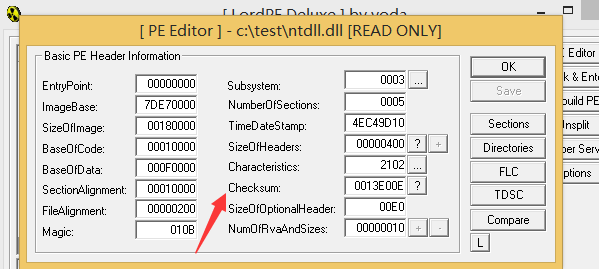 [ LordPE Deluxe ] by yoda
[ PE Editor ] - c:\test\ntdll.dll [READ ONLY]
Basic PE Header Information
EntryPoint: 00000000
ImageBase: 7DE70000
SizeOfImage: 00180000
BaseOfCode: 00010000
BaseOfData: 000F0000
SectionAlignment: 00010000
FileAlignment: 00000200
Magic: 010B
Subsystem: 0003 ...
NumberOfSections: 0005
TimeDateStamp: 4EC49D10
SizeOfHeaders: 00000400 ? +
Characteristics: 2102 ...
Checksum: 0013E00E ?
SizeOfOptionalHeader: 00E0
NumOfRvaAndSizes: 00000010 + -
OK
Save
Sections
Directories
FLC
TDSC
Compare
L
Editor
& Ente
build PE
Unsplit
per Serv
ptions